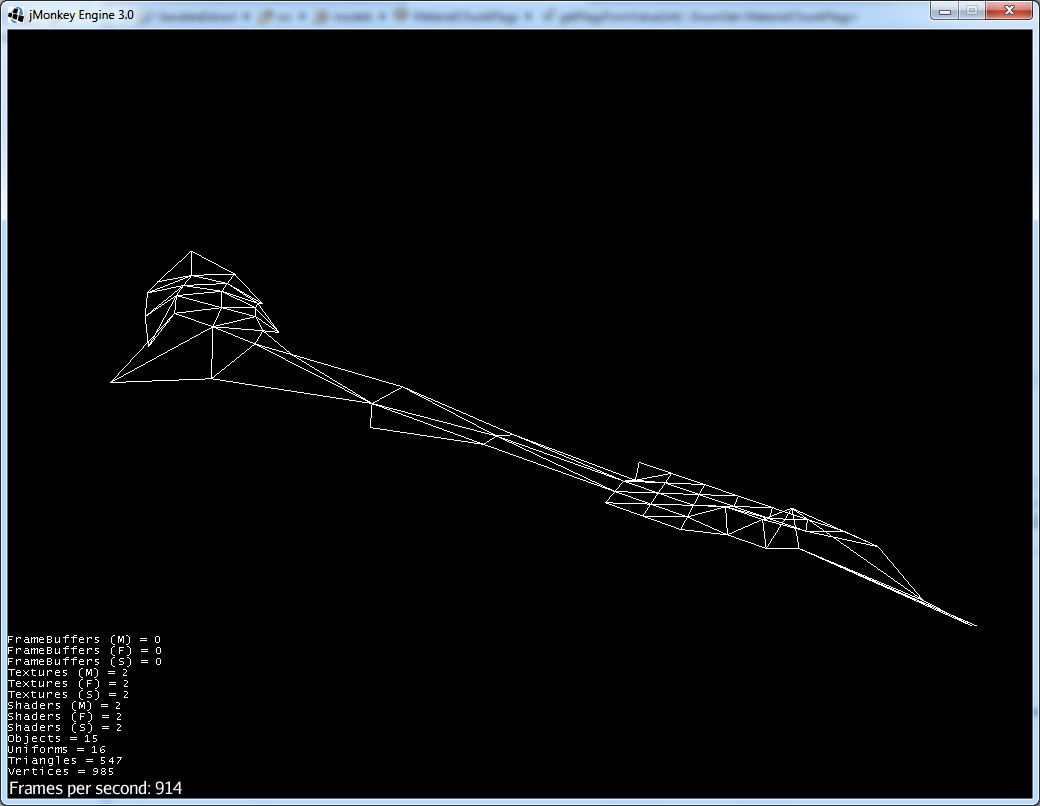 jMonkey Engine 3.0
FrameBuffers (M) = 0
FrameBuffers (F) = 0
FrameBuffers (S) = 0
Textures (M) = 2
Textures (F) = 2
Textures (S) = 2
Shaders (M) = 2
Shaders (F) = 2
Shaders (S) = 2
Objects = 15
Uniforms = 16
Triangles = 547
Vertices = 985
Frames per second: 914